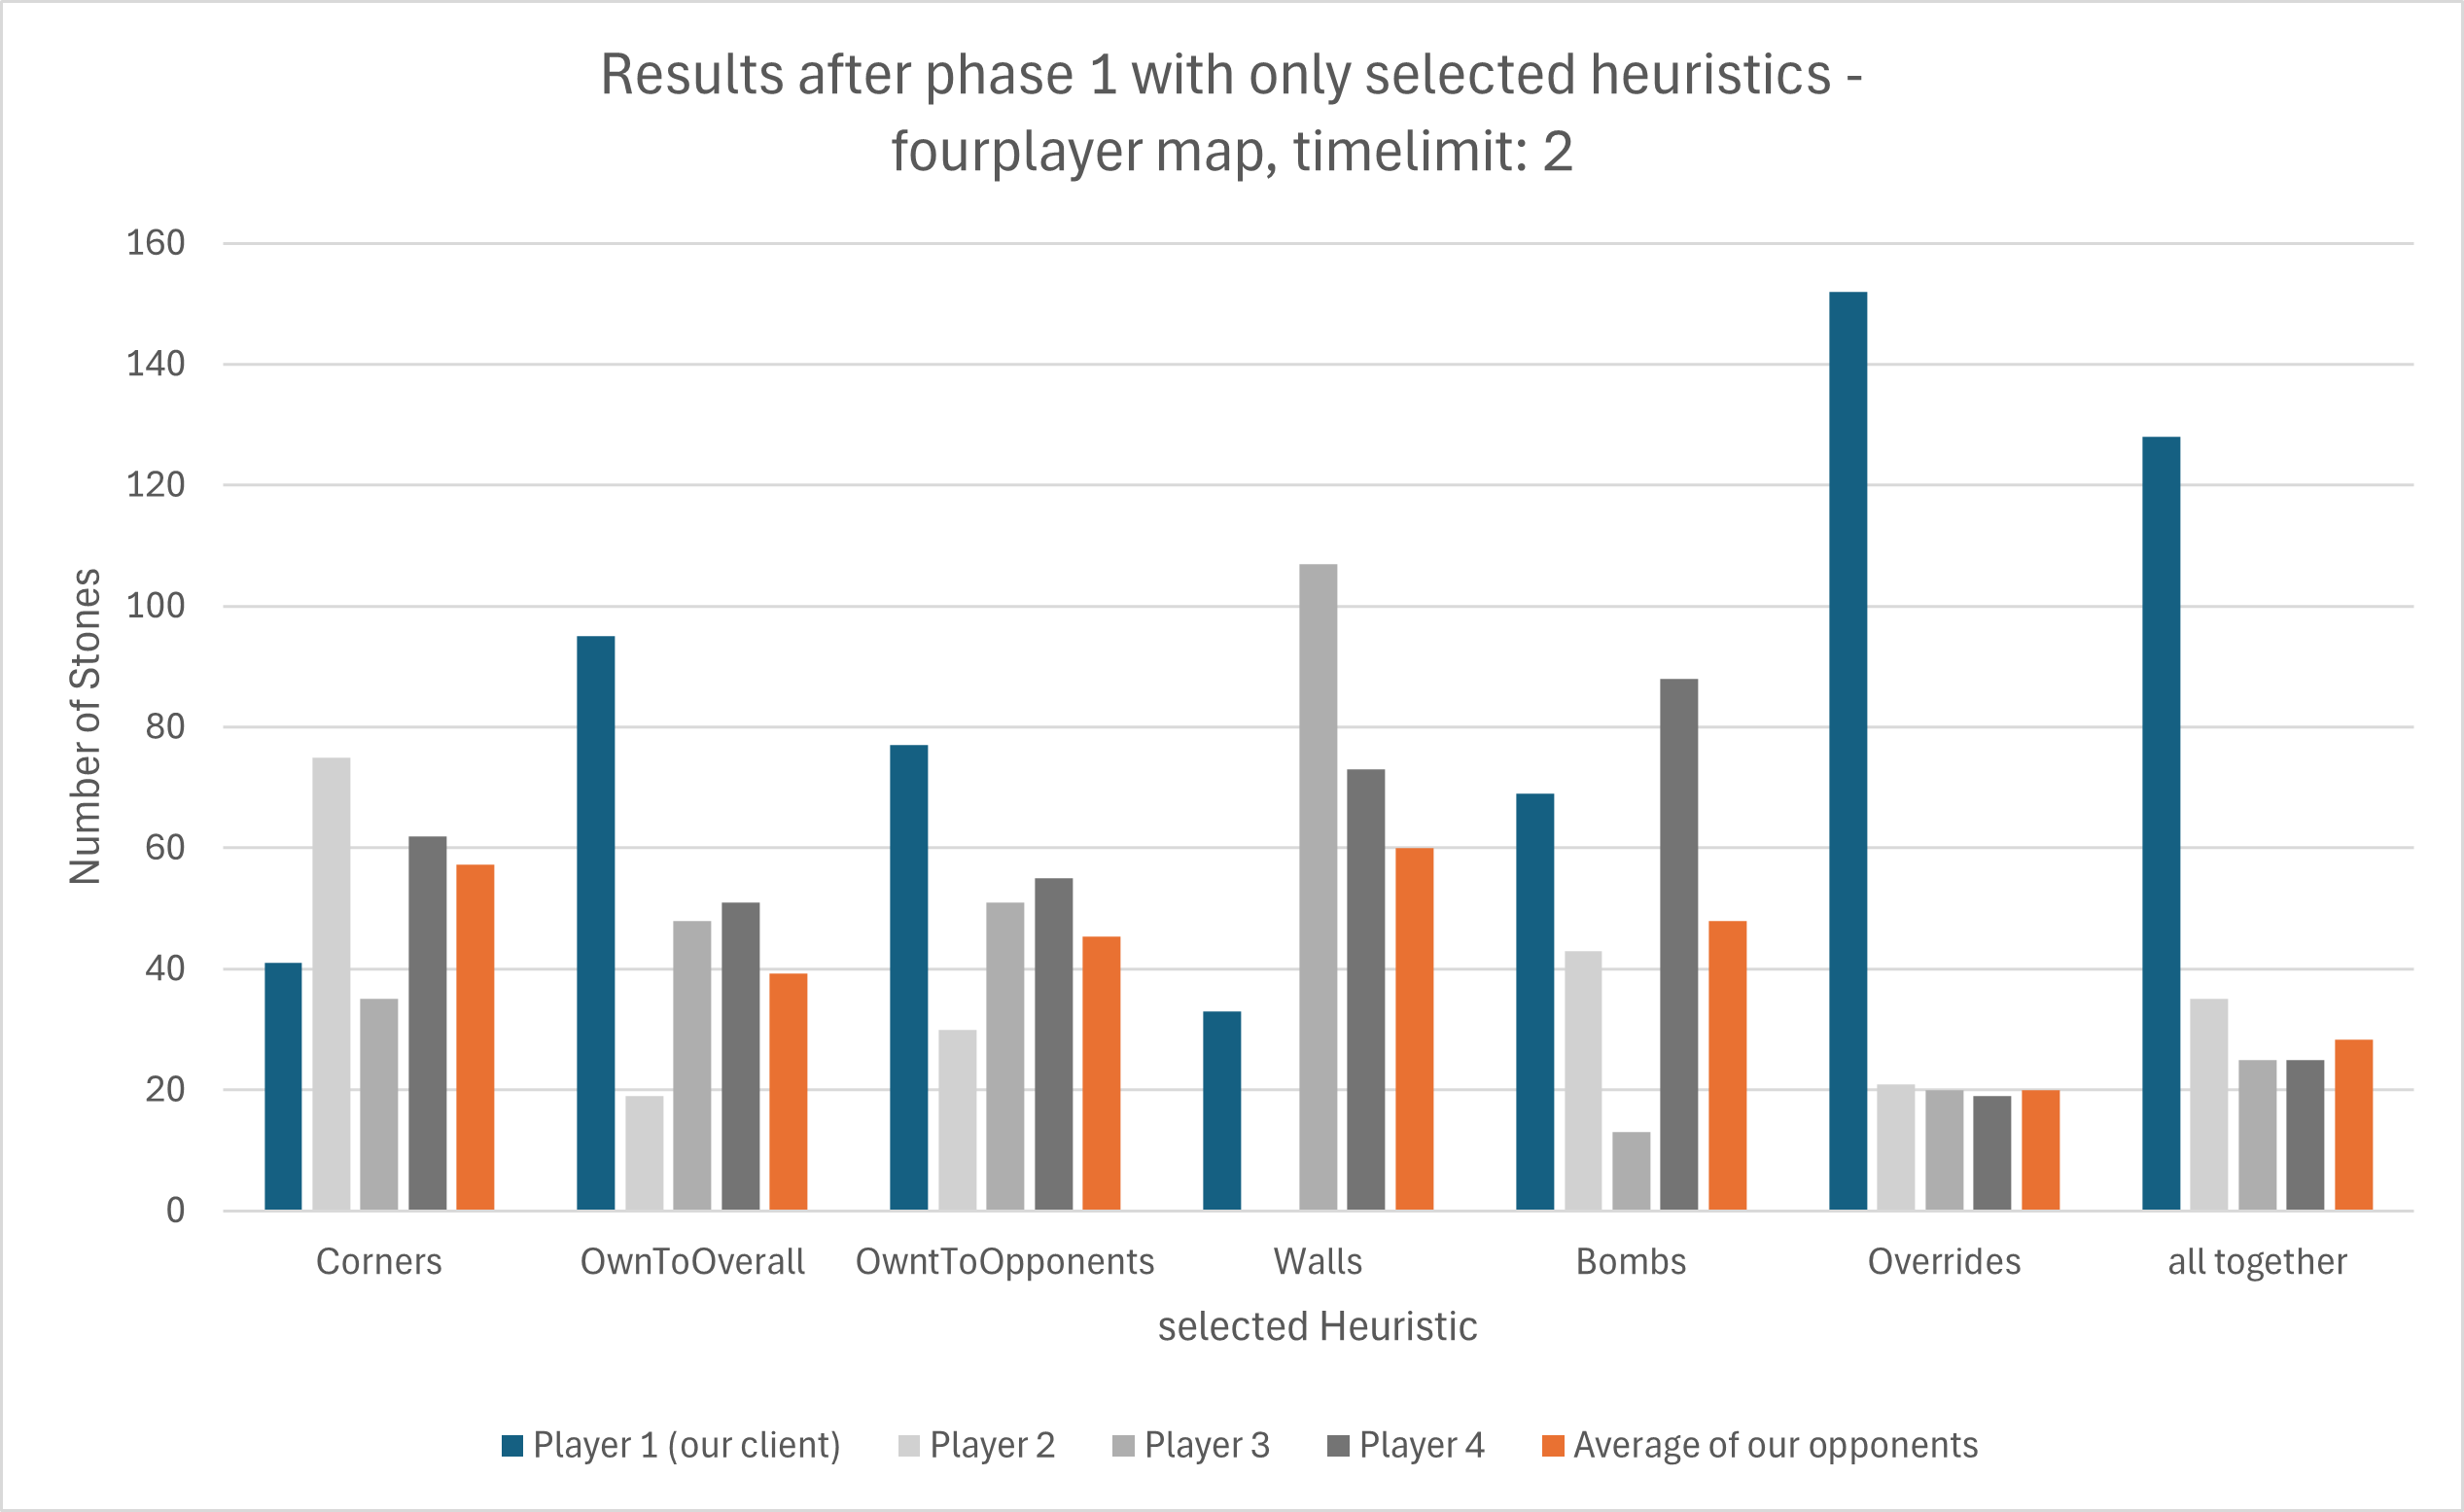 Results after phase 1 with only selected heuristics -
fourplayer map, timelimit: 2
160
140
120
100
80
60
40
20
0
Number of Stones
Corners
OwnToOverall
OwntToOpponents
Walls
Bombs
Overrides
all together
selected Heuristic
Player 1 (our client)
Player 2
Player 3
Player 4
Average of our opponents